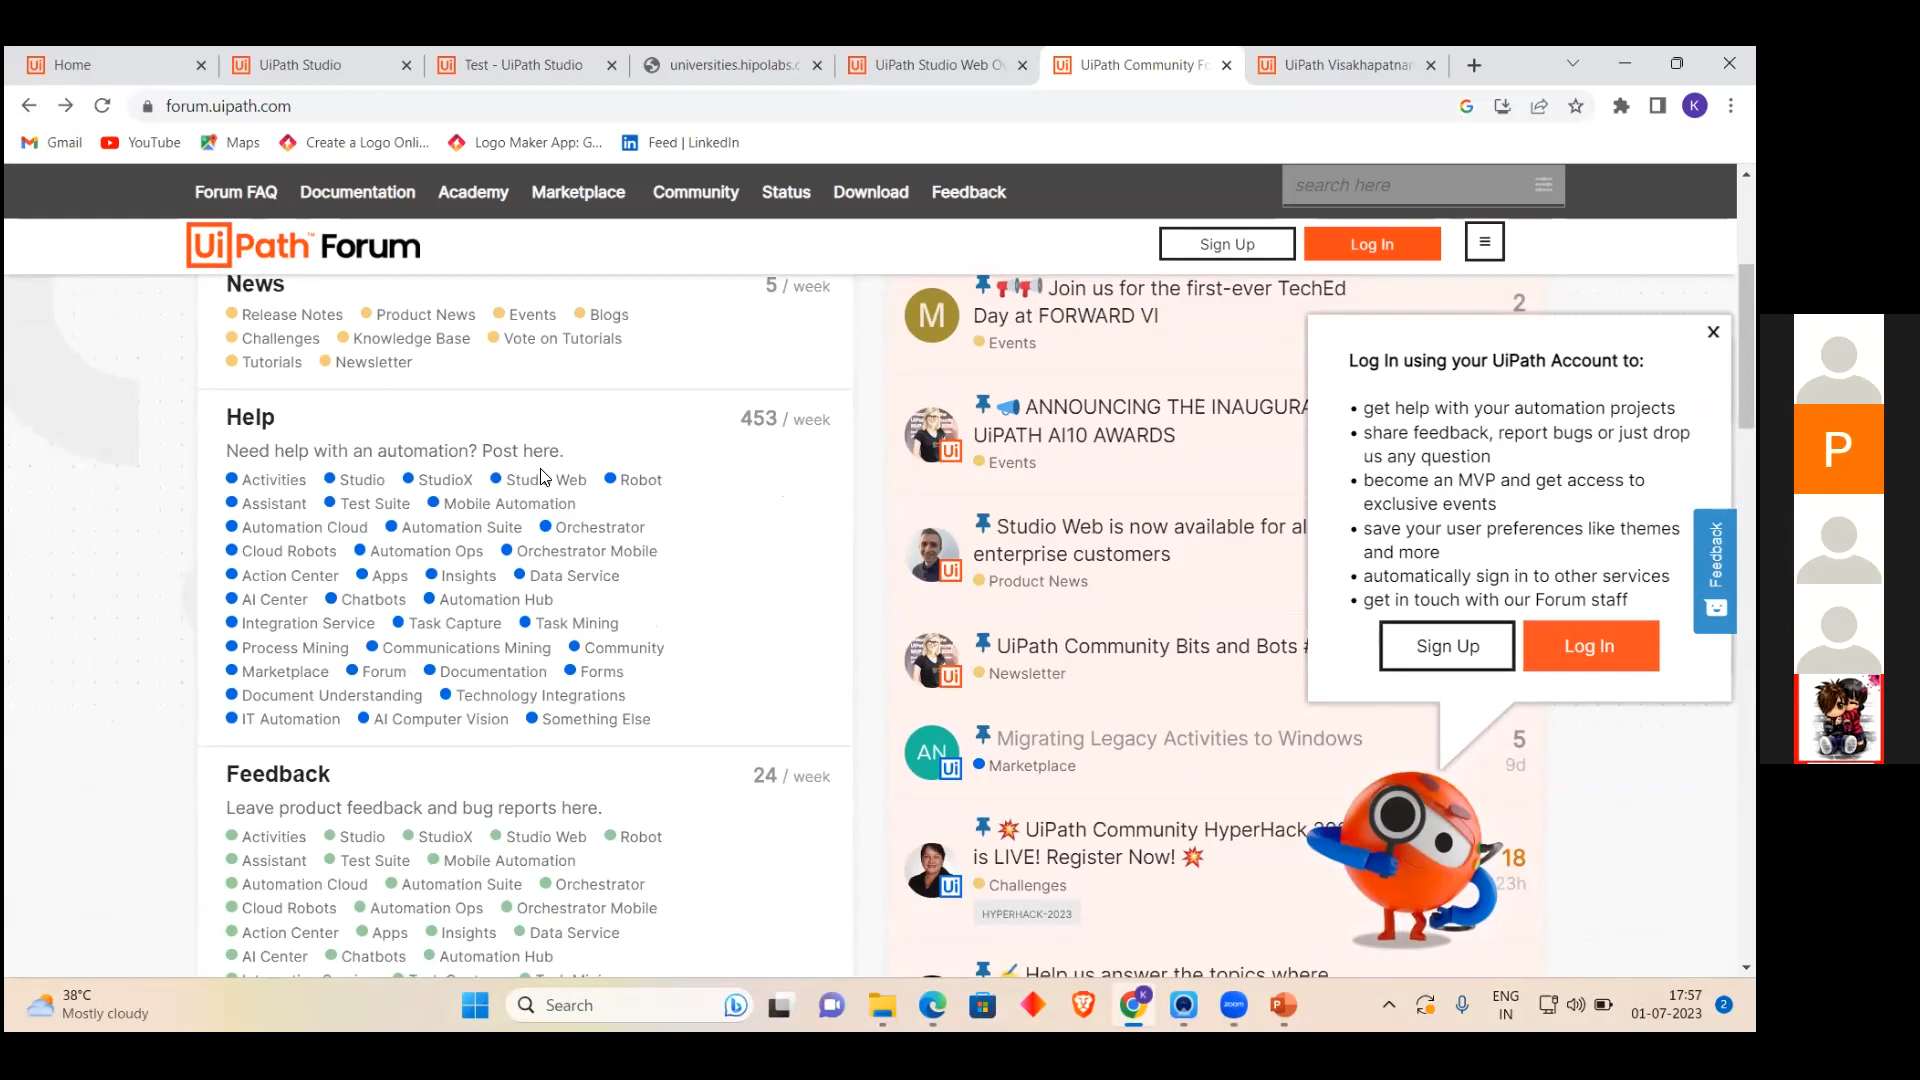 Home
UiPath Studio
Test - UiPath Studio
universities.hipolabs.c
UiPath Studio Web Ov
UiPath Community Fo
UiPath Visakhapatnam
forum.uipath.com
K
Gmail
YouTube
Maps
Create a Logo Onli...
Logo Maker App: G...
Feed | LinkedIn
Forum FAQ
Documentation
Academy
Marketplace
Community
Status
Download
Feedback
search here
UiPath Forum
Sign Up
Log In
News
5 / week
Release Notes Product News Events Blogs
Challenges Knowledge Base Vote on Tutorials
Tutorials Newsletter
Help
453 / week
Need help with an automation? Post here.
Activities Studio StudioX Studio Web Robot
Assistant Test Suite Mobile Automation
Automation Cloud Automation Suite Orchestrator
Cloud Robots Automation Ops Orchestrator Mobile
Action Center Apps Insights Data Service
AI Center Chatbots Automation Hub
Integration Service Task Capture Task Mining
Process Mining Communications Mining Community
Marketplace Forum Documentation Forms
Document Understanding Technology Integrations
IT Automation AI Computer Vision Something Else
Feedback
24 / week
Leave product feedback and bug reports here.
Activities Studio StudioX Studio Web Robot
Assistant Test Suite Mobile Automation
Automation Cloud Automation Suite Orchestrator
Cloud Robots Automation Ops Orchestrator Mobile
Action Center Apps Insights Data Service
AI Center Chatbots Automation Hub
M
Join us for the first-ever TechEd
Day at FORWARD VI
2
Events
ANNOUNCING THE INAUGURA
UiPATH AI10 AWARDS
Events
Studio Web is now available for al
enterprise customers
Product News
UiPath Community Bits and Bots #
Newsletter
AN
Migrating Legacy Activities to Windows
5
9d
Marketplace
UiPath Community HyperHack
is LIVE! Register Now!
18
23h
Challenges
HYPERHACK-2023
Help us answer the topics where
Log In using your UiPath Account to:
• get help with your automation projects
• share feedback, report bugs or just drop
us any question
• become an MVP and get access to
exclusive events
• save your user preferences like themes
and more
• automatically sign in to other services
• get in touch with our Forum staff
Sign Up
Log In
Feedback
P
38°C
Mostly cloudy
Search
zoom
ENG
IN
17:57
01-07-2023
2